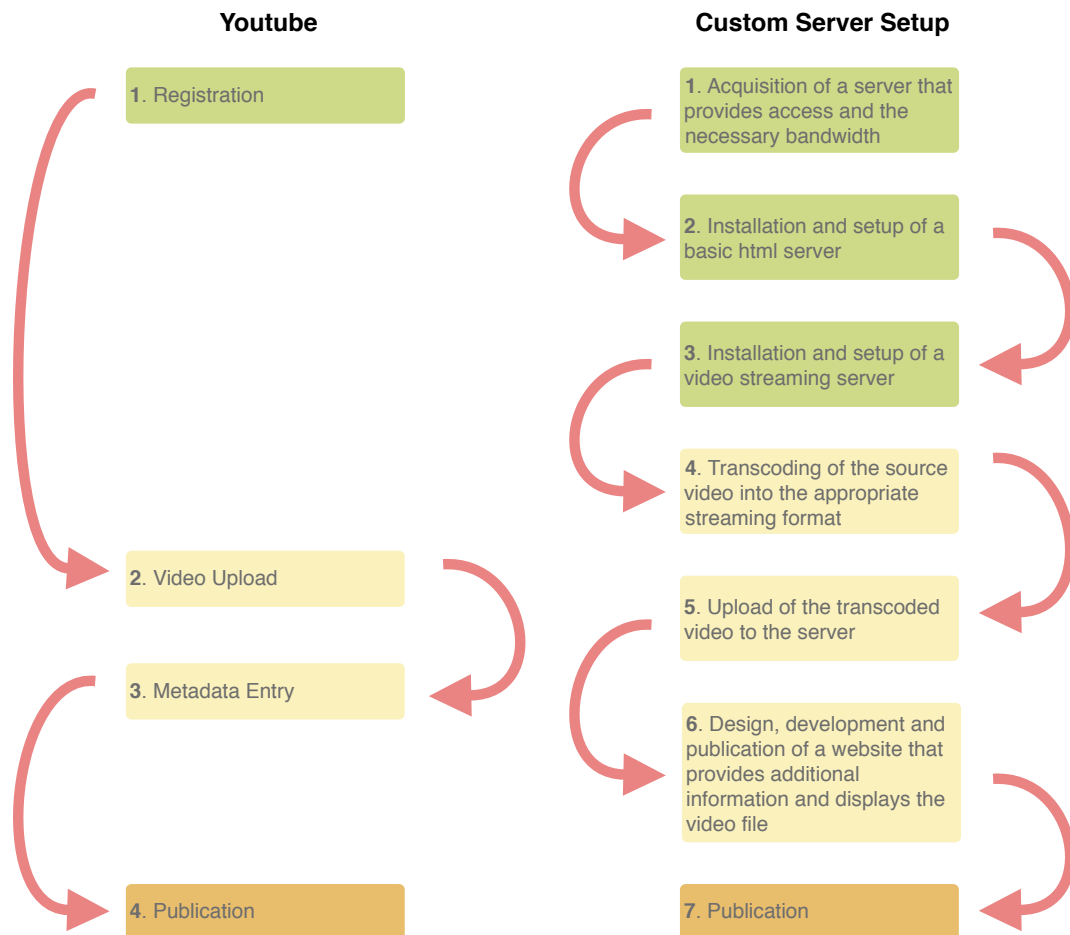 Youtube
1. Registration
2. Video Upload
3. Metadata Entry
4. Publication
Custom Server Setup
1. Acquisition of a server that
provides access and the
necessary bandwidth
2. Installation and setup of a
basic html server
3. Installation and setup of a
video streaming server
4. Transcoding of the source
video into the appropriate
streaming format
5. Upload of the transcoded
video to the server
6. Design, development and
publication of a website that
provides additional
information and displays the
video file
7. Publication